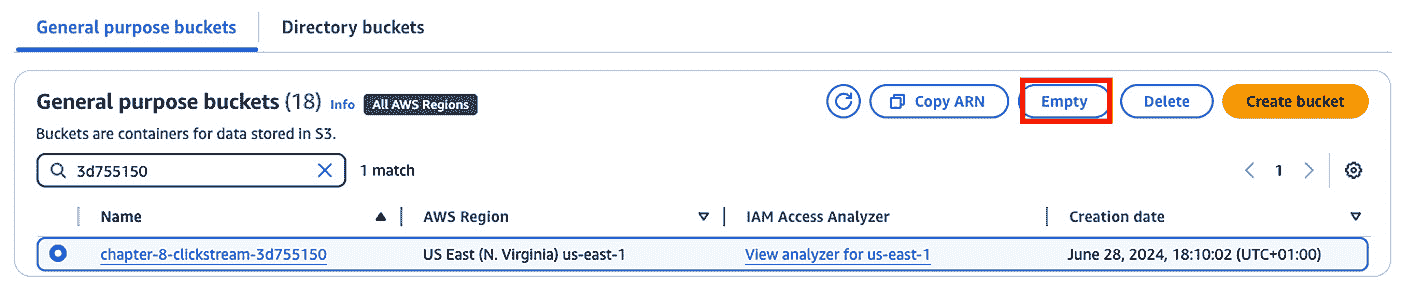 General purpose buckets Directory buckets
General purpose buckets (18) Info All AWS Regions Copy ARN Empty Delete Create bucket
Buckets are containers for data stored in S3.
3d755150 1 match 1
Name AWS Region IAM Access Analyzer Creation date
chapter-8-clickstream-3d755150 US East (N. Virginia) us-east-1 View analyzer for us-east-1 June 28, 2024, 18:10:02 (UTC+01:00)